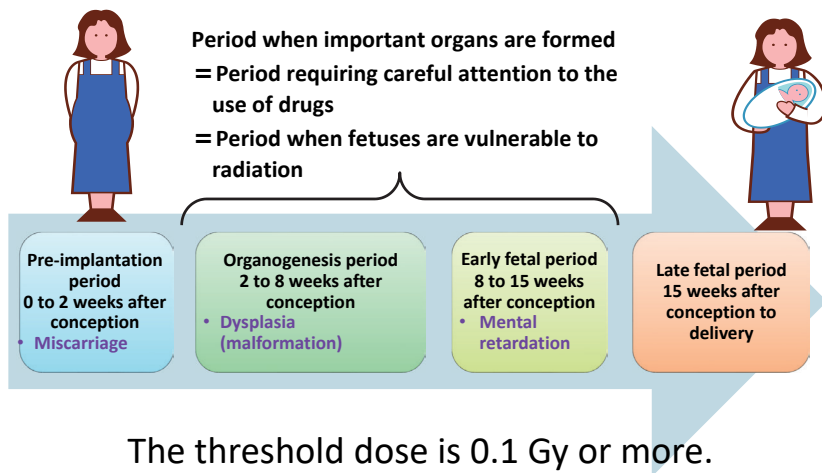 Period when important organs are formed
= Period requiring careful attention to the
use of drugs
= Period when fetuses are vulnerable to
radiation
Pre-implantation
period
0 to 2 weeks after
conception
• Miscarriage
Organogenesis period
2 to 8 weeks after
conception
• Dysplasia
(malformation)
Early fetal period
8 to 15 weeks
after conception
• Mental
retardation
Late fetal period
15 weeks after
conception to
delivery
The threshold dose is 0.1 Gy or more.